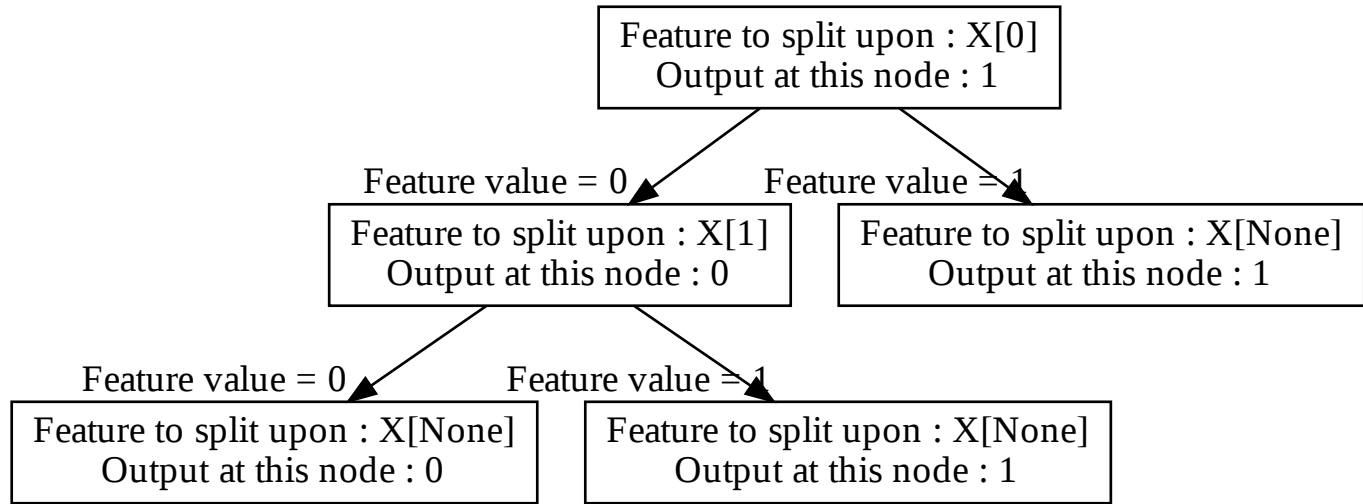 Feature to split upon : X[0]
Output at this node : 1
Feature value = 0
Feature value = 1
Feature to split upon : X[1]
Output at this node : 0
Feature to split upon : X[None]
Output at this node : 1
Feature value = 0
Feature value = 1
Feature to split upon : X[None]
Output at this node : 0
Feature to split upon : X[None]
Output at this node : 1